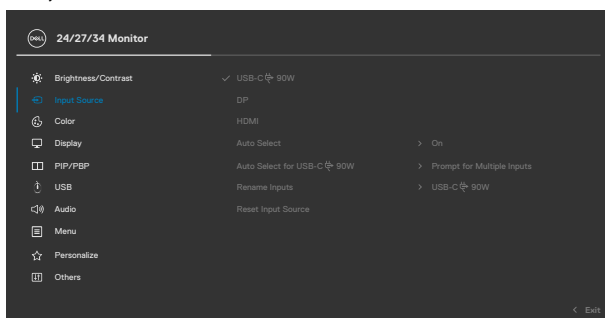 DELL 24/27/34 Monitor
Brightness/Contrast ✓ USB-C 90W
Input Source DP
Color HDMI
Display Auto Select > On
PIP/PBP Auto Select for USB-C 90W > Prompt for Multiple Inputs
USB Rename Inputs > USB-C 90W
Audio Reset Input Source
Menu
Personalize
Others
< Exit